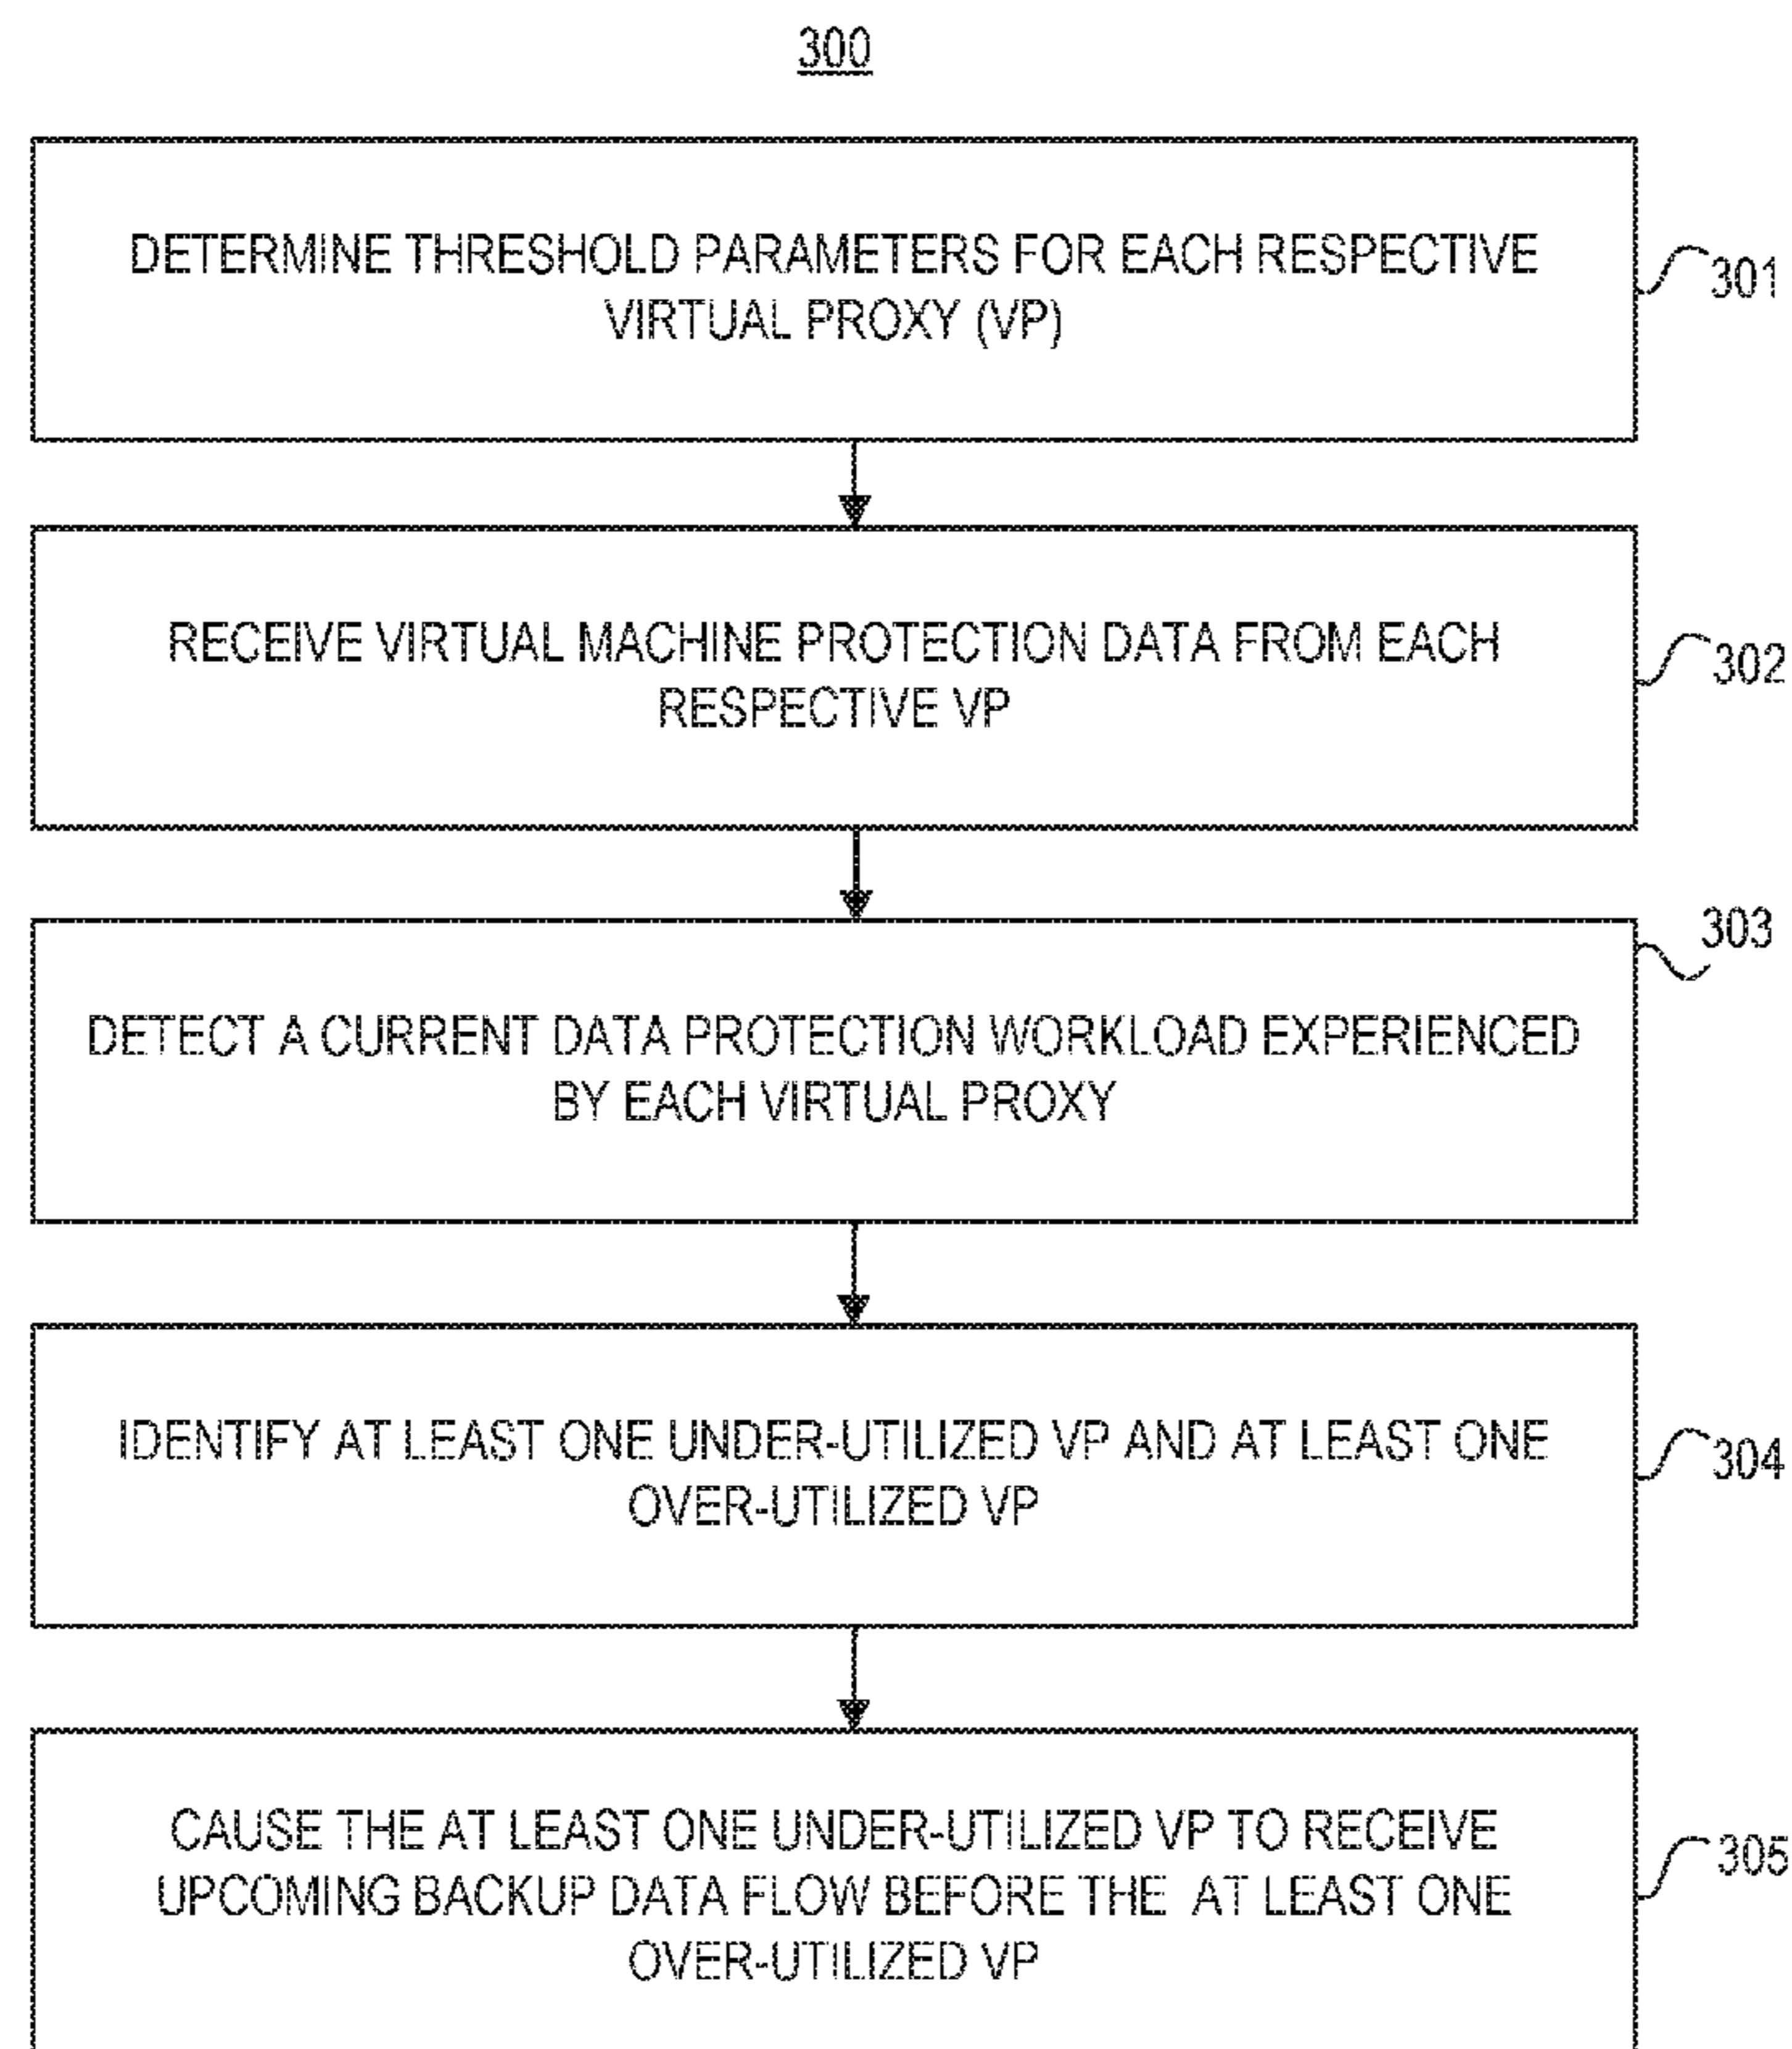 300
DETERMINE THRESHOLD PARAMETERS FOR EACH RESPECTIVE
VIRTUAL PROXY (VP)
301
RECEIVE VIRTUAL MACHINE PROTECTION DATA FROM EACH
RESPECTIVE VP
302
303
DETECT A CURRENT DATA PROTECTION WORKLOAD EXPERIENCED
BY EACH VIRTUAL PROXY
IDENTIFY AT LEAST ONE UNDER-UTILIZED VP AND AT LEAST ONE
OVER-UTILIZED VP
304
CAUSE THE AT LEAST ONE UNDER-UTILIZED VP TO RECEIVE
UPCOMING BACKUP DATA FLOW BEFORE THE AT LEAST ONE
OVER-UTILIZED VP
305